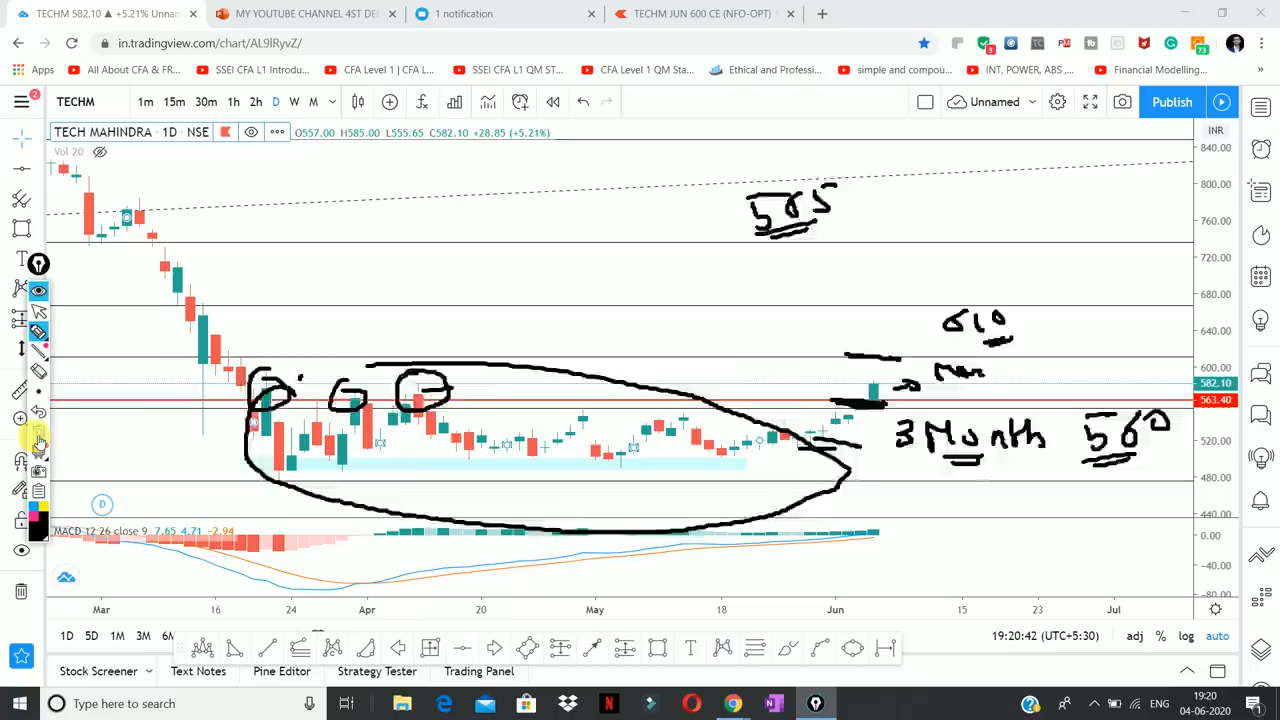 TECHM 582.10 ▲ +5.21% Unnan
MY YOUTUBE CHANNEL 4ST DEC
1 notification
TECHM JUN 600 CE (NFO-OPT)
in.tradingview.com/chart/AL9lRyvZ/
3
73
Apps
All About CFA & FR...
SSEI CFA L1 Introdu...
CFA Level 1 | CFA L...
SSEI CFA L1 QM ST...
CFA Level 1 QM Sta...
Ethical and Professi...
simple and compou...
INT, POWER, ABS ,...
Financial Modelling...
2
TECHM
1m 15m 30m 1h 2h D W M
Unnamed
Publish
TECH MAHINDRA · 1D · NSE
O557.00 H585.00 L555.65 C582.10 +28.85 (+5.21%)
INR
Vol 20
840.00
800.00
760.00
720.00
680.00
640.00
600.00
582.10
563.40
520.00
480.00
440.00
0.00
-40.00
-80.00
565
610
3 Month 560
D
MACD 12 26 close 9 7.65 4.71 -2.94
Mar 16 24 Apr 20 May 18 Jun 15 23 Jul
1D 5D 1M 3M 6M
19:20:42 (UTC+5:30) adj % log auto
Stock Screener Text Notes Pine Editor Strategy Tester Trading Panel
Type here to search
ENG
19:20
04-06-2020
1